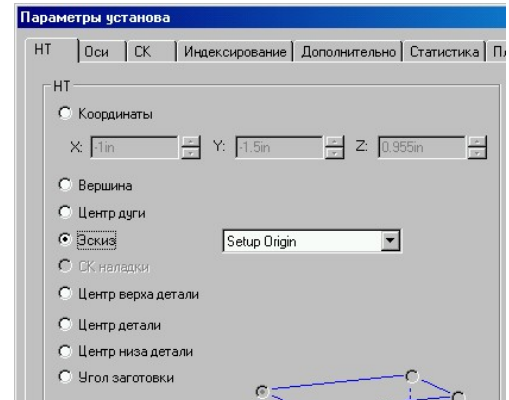 Параметры установа
НТ Оси СК Индексирование Дополнительно Статистика
НТ
Координаты
X: -1in Y: -1.5in Z: 0.955in
Вершина
Центр дуги
Эскиз Setup Origin
СК наладки
Центр верха детали
Центр детали
Центр низа детали
Угол заготовки